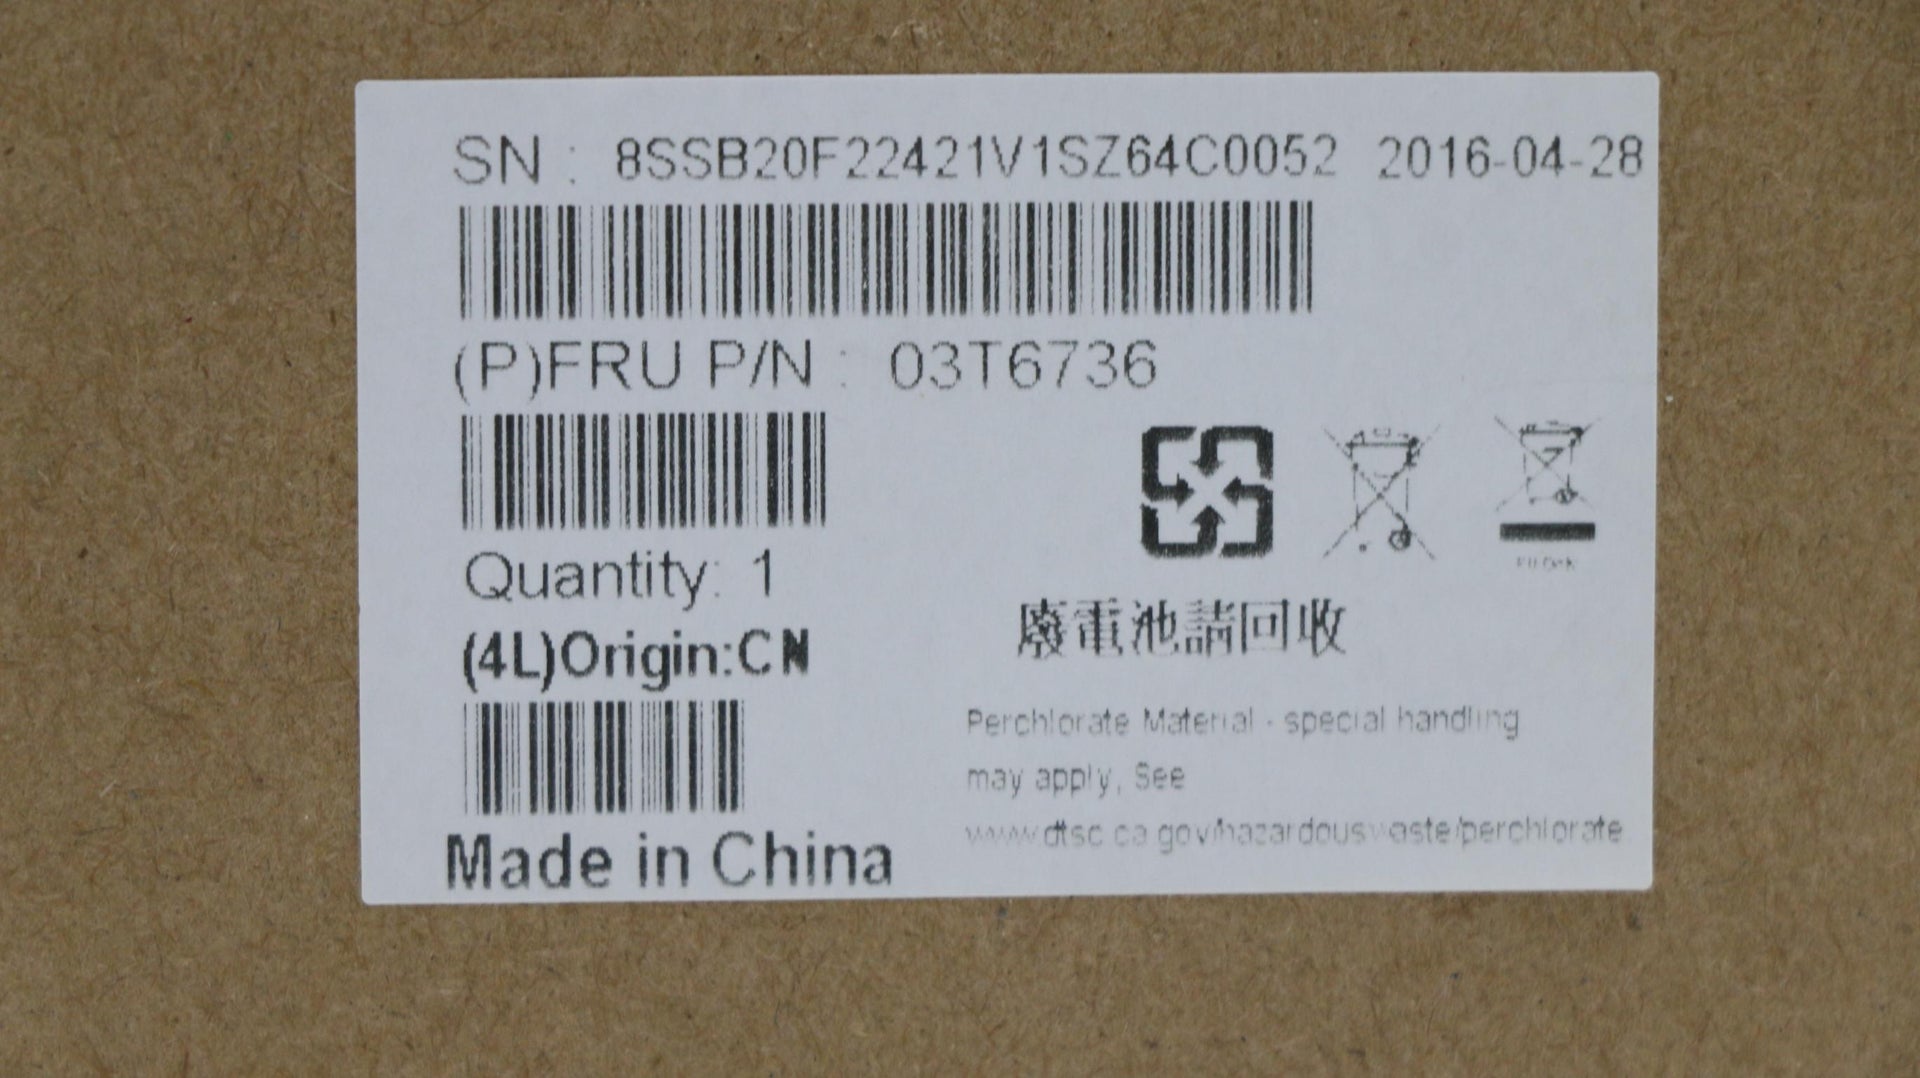 SN : 8SSB20F22421V1SZ64C0052 2016-04-28
(P)FRU P/N : 03T6736
Quantity: 1
(4L)Origin:CN
廢電池請回收
Perchlorate Material - special handling
may apply, See
www.dtsc.ca.gov/hazardouswaste/perchlorate
Made in China